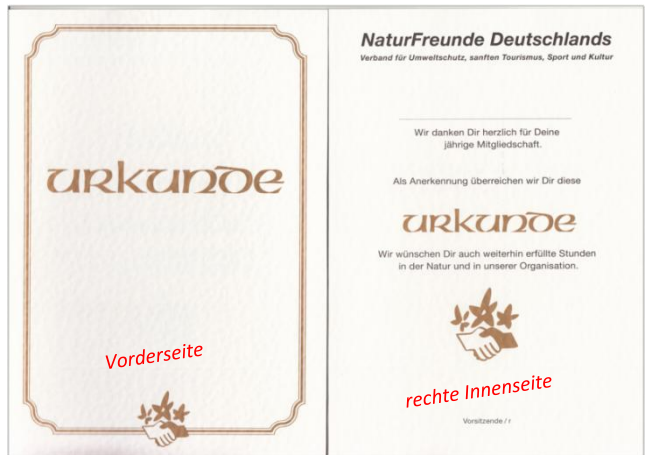 urkunde
Vorderseite
NaturFreunde Deutschlands
Verband für Umweltschutz, sanften Tourismus, Sport und Kultur
Wir danken Dir herzlich für Deine
jährige Mitgliedschaft.
Als Anerkennung überreichen wir Dir diese
urkunde
Wir wünschen Dir auch weiterhin erfüllte Stunden
in der Natur und in unserer Organisation.
rechte Innenseite
Vorsitzende / r